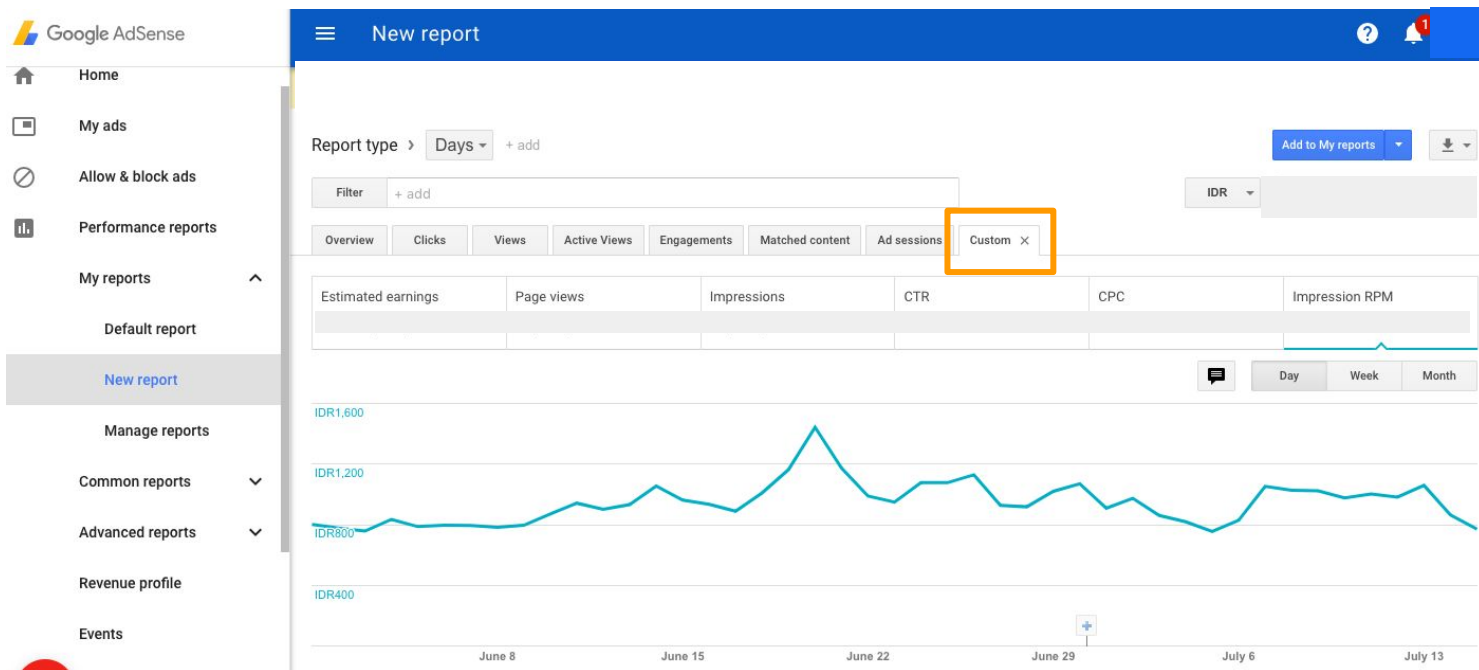 Google AdSense
New report
1
Home
My ads
Allow & block ads
Performance reports
My reports
Default report
New report
Manage reports
Common reports
Advanced reports
Revenue profile
Events
Report type > Days + add
Add to My reports
Filter + add
IDR
Overview Clicks Views Active Views Engagements Matched content Ad sessions Custom ×
Estimated earnings Page views Impressions CTR CPC Impression RPM
Day Week Month
IDR1,600
IDR1,200
IDR800
IDR400
June 8 June 15 June 22 June 29 July 6 July 13